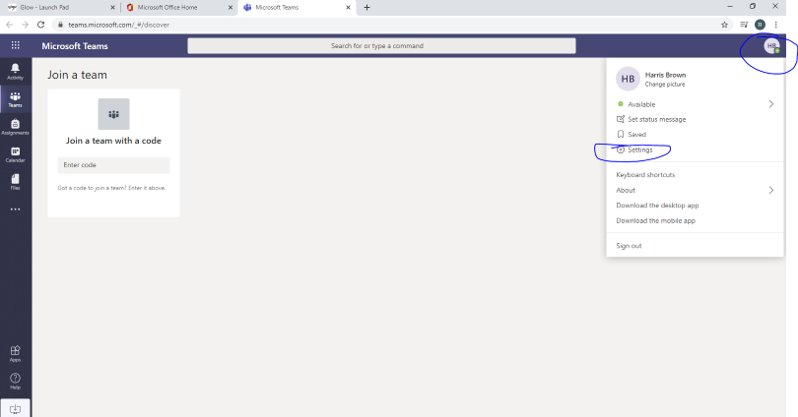 Glow - Launch Pad
Microsoft Office Home
Microsoft Teams
teams.microsoft.com/_#/discover
Microsoft Teams
Search for or type a command
HB
Activity
Teams
Assignments
Calendar
Files
Apps
Help
Join a team
Join a team with a code
Enter code
Got a code to join a team? Enter it above.
HB
Harris Brown
Change picture
Available
Set status message
Saved
Settings
Keyboard shortcuts
About
Download the desktop app
Download the mobile app
Sign out